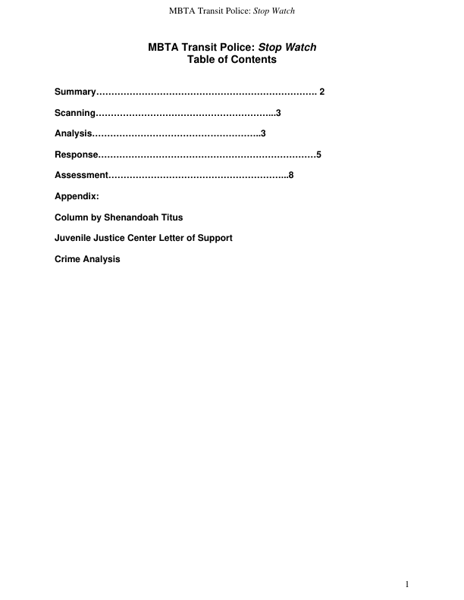 MBTA Transit Police: Stop Watch
MBTA Transit Police: Stop Watch
Table of Contents
Summary………………………………………………………………. 2
Scanning…………………………………………………...3
Analysis………………………………………………..3
Response………………………………………………………………5
Assessment…………………………………………………...8
Appendix:
Column by Shenandoah Titus
Juvenile Justice Center Letter of Support
Crime Analysis
1